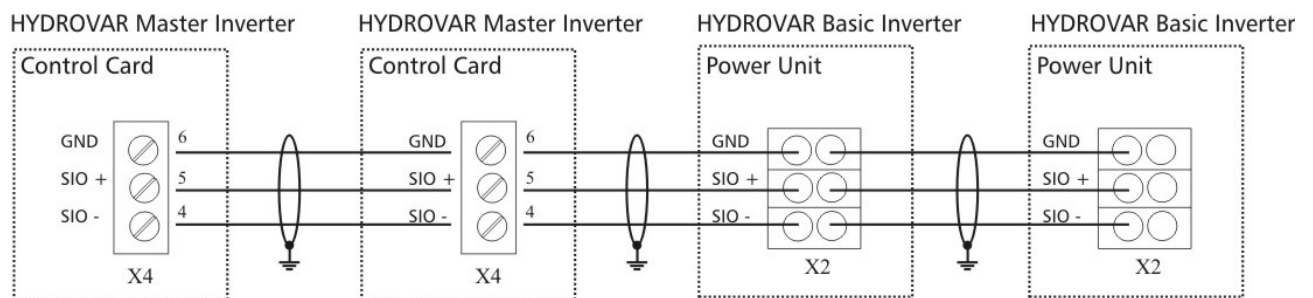 HYDROVAR Master Inverter HYDROVAR Master Inverter HYDROVAR Basic Inverter HYDROVAR Basic Inverter
Control Card Control Card Power Unit Power Unit
GND 6 GND 6 GND GND
SIO + 5 SIO + 5 SIO + SIO +
SIO - 4 SIO - 4 SIO - SIO -
X4 X4 X2 X2